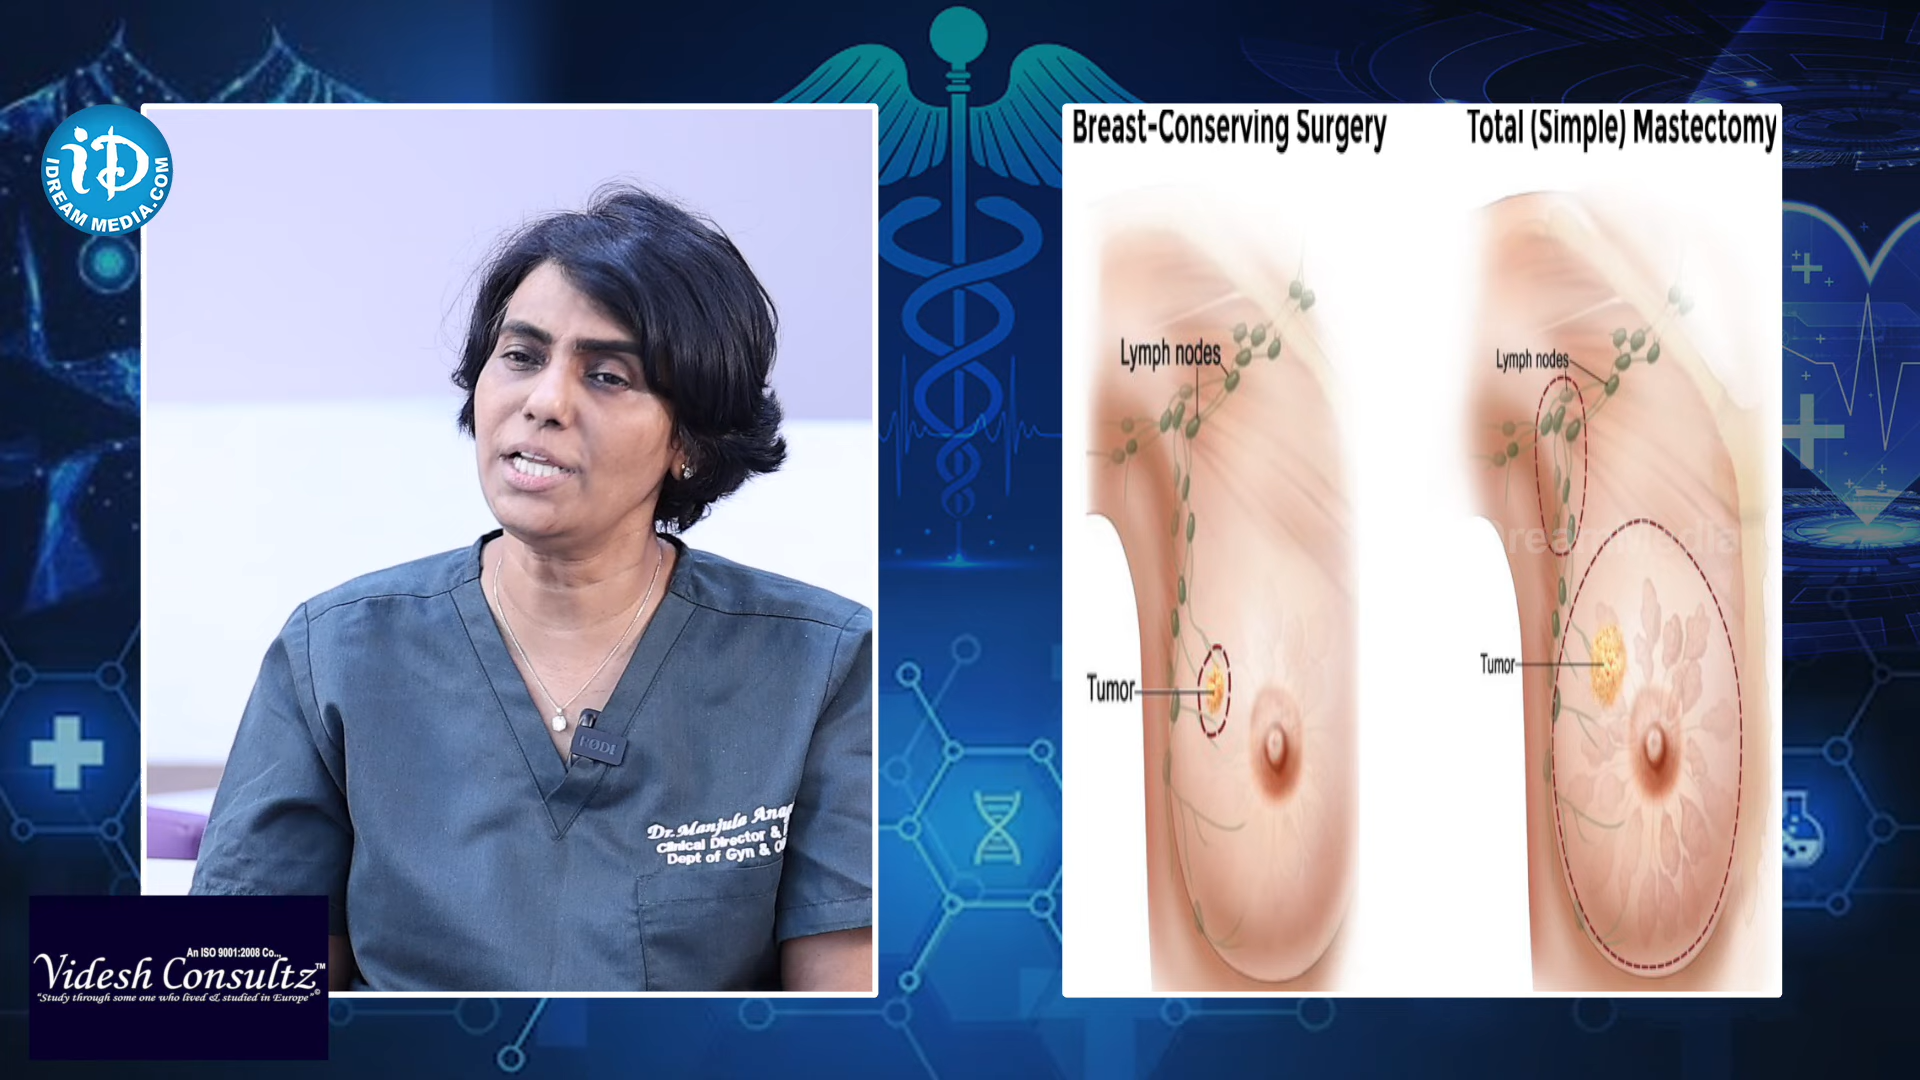 iD
IDREAM MEDIA.COM
Breast-Conserving Surgery
Total (Simple) Mastectomy
Lymph nodes
Lymph nodes
Tumor
Tumor
RODE
Dr. Manjula
Clinical Director &
Dept of Gyn &
An ISO 9001:2008 Co..,
Videsh Consultz™
"Study through some one who lived & studied in Europe"©